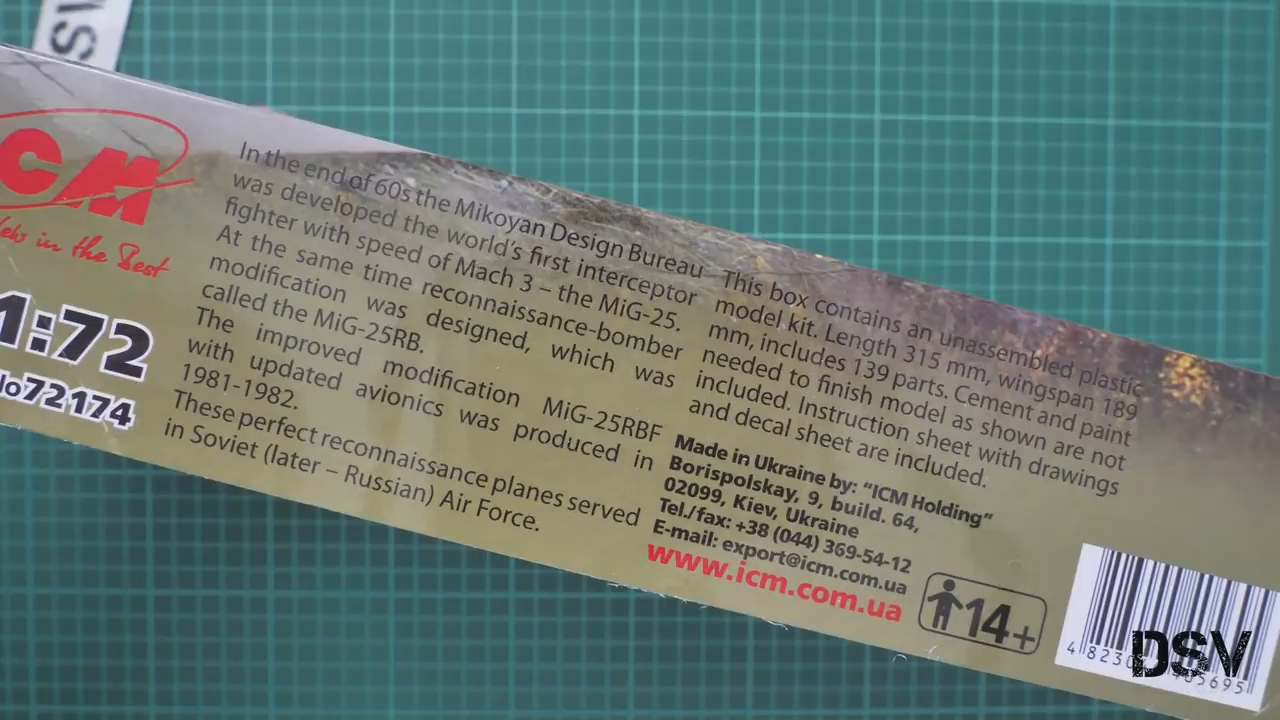 SV
CM
in the Best
1:72
No72174
In the end of 60s the Mikoyan Design Bureau
was developed the world's first interceptor
fighter with speed of Mach 3 – the MiG-25.
At the same time reconnaissance-bomber
modification was designed, which was
called the MiG-25RB.
The improved modification MiG-25RBF
with updated avionics was produced in
1981-1982.
These perfect reconnaissance planes served
in Soviet (later – Russian) Air Force.
This box contains an unassembled plastic
model kit. Length 315 mm, wingspan 189
mm, includes 139 parts. Cement and paint
needed to finish model as shown are not
included. Instruction sheet with drawings
and decal sheet are included.
Made in Ukraine by: "ICM Holding"
Borispolskay, 9, build. 64,
02099, Kiev, Ukraine
Tel./fax: +38 (044) 369-54-12
E-mail: export@icm.com.ua
www.icm.com.ua
14+
DSV